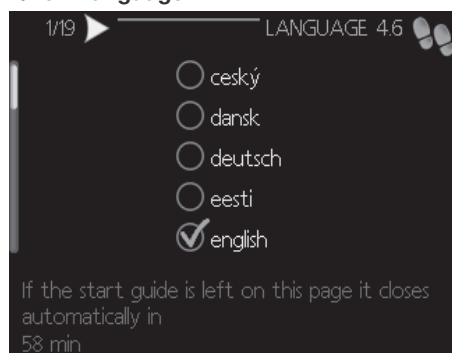 1/19 LANGUAGE 4.6
ceský
dansk
deutsch
eesti
english
If the start guide is left on this page it closes
automatically in
58 min